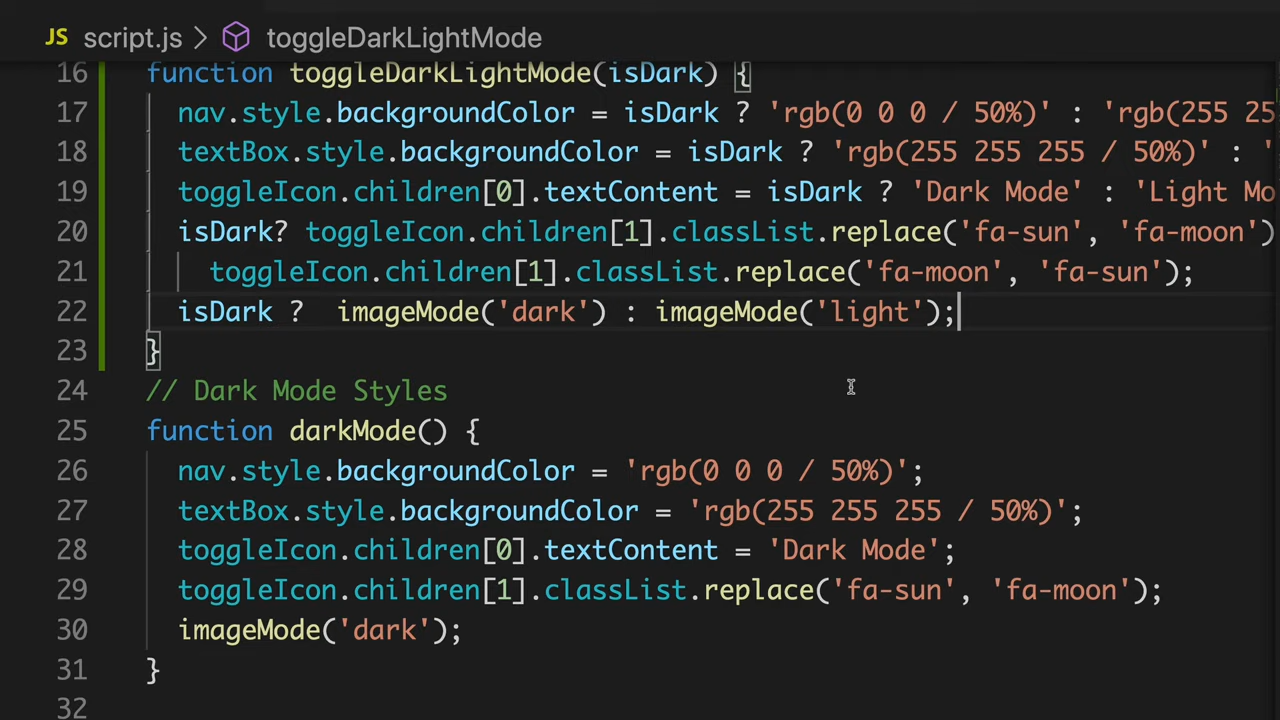 JS script.js > toggleDarkLightMode
16 function toggleDarkLightMode(isDark) {
17 nav.style.backgroundColor = isDark ? 'rgb(0 0 0 / 50%)' : 'rgb(255 25
18 textBox.style.backgroundColor = isDark ? 'rgb(255 255 255 / 50%)' : '
19 toggleIcon.children[0].textContent = isDark ? 'Dark Mode' : 'Light Mo
20 isDark? toggleIcon.children[1].classList.replace('fa-sun', 'fa-moon')
21 toggleIcon.children[1].classList.replace('fa-moon', 'fa-sun');
22 isDark ?  imageMode('dark') : imageMode('light');
23 }
24 // Dark Mode Styles
25 function darkMode() {
26 nav.style.backgroundColor = 'rgb(0 0 0 / 50%)';
27 textBox.style.backgroundColor = 'rgb(255 255 255 / 50%)';
28 toggleIcon.children[0].textContent = 'Dark Mode';
29 toggleIcon.children[1].classList.replace('fa-sun', 'fa-moon');
30 imageMode('dark');
31 }
32